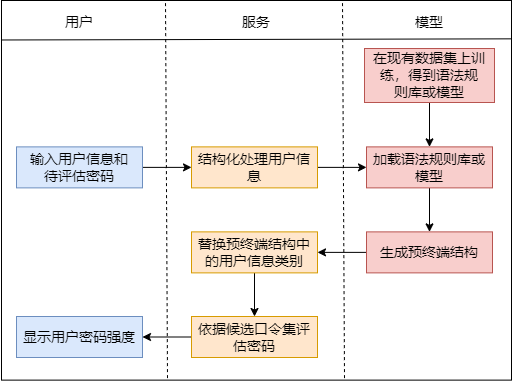 用户
服务
模型
在现有数据集上训
练，得到语法规
则库或模型
输入用户信息和
待评估密码
结构化处理用户信
息
加载语法规则库或
模型
替换预终端结构中
的用户信息类别
生成预终端结构
显示用户密码强度
依据候选口令集评
估密码